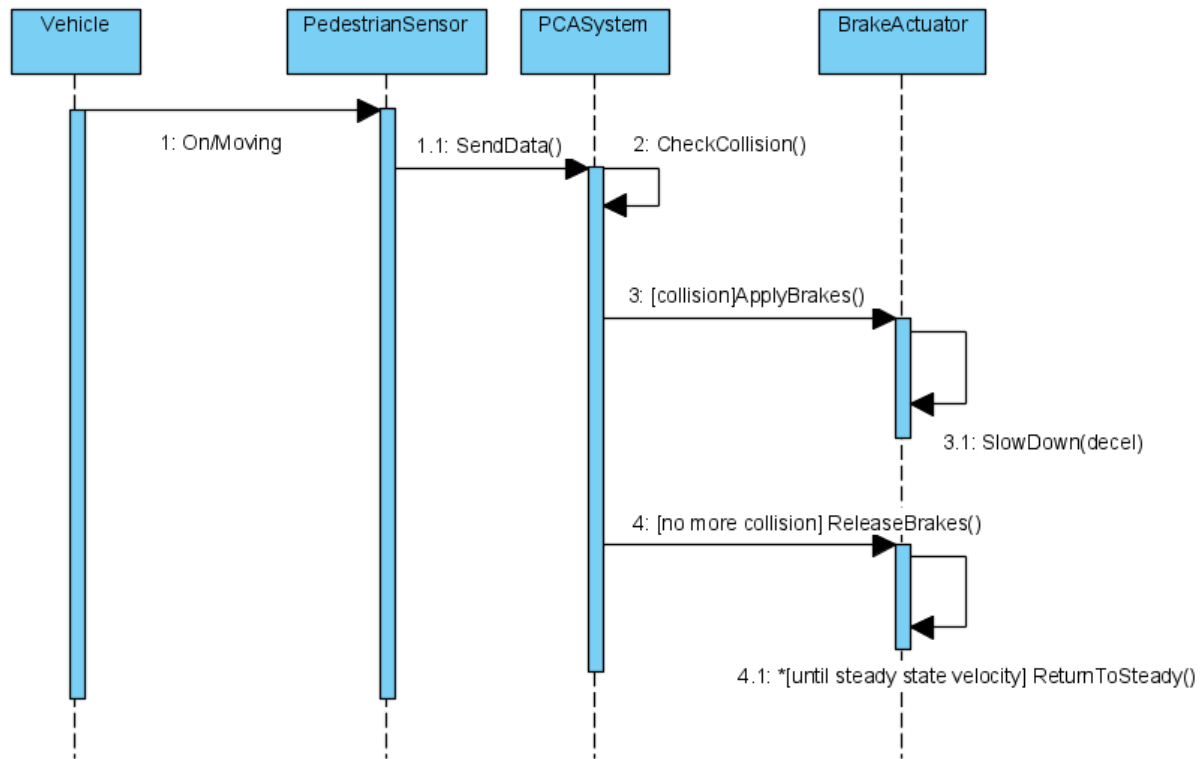 Vehicle
PedestrianSensor
PCASystem
BrakeActuator
1: On/Moving
1.1: SendData()
2: CheckCollision()
3: [collision]ApplyBrakes()
3.1: SlowDown(decel)
4: [no more collision] ReleaseBrakes()
4.1: *[until steady state velocity] ReturnToSteady()